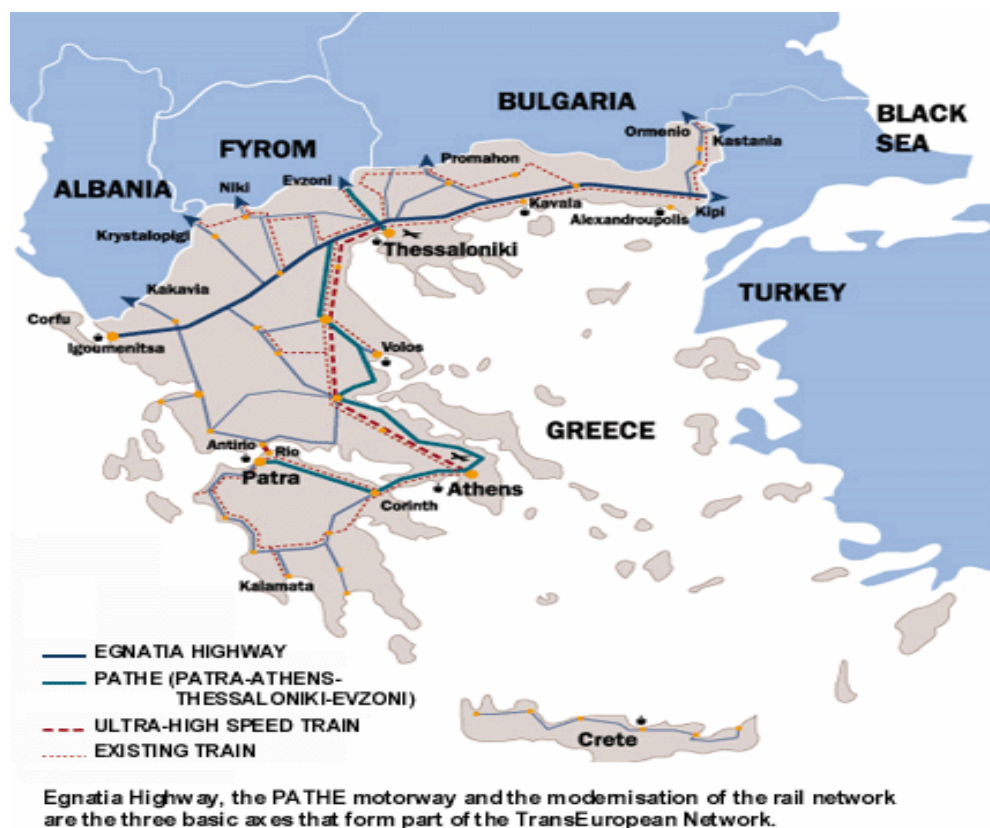 BULGARIA
BLACK
SEA
Ormenio
Kastania
FYROM
Promahon
Evzoni
ALBANIA
Niki
Kavala
Kipi
Alexandroupolis
Krystalopigi
Thessaloniki
Kakavia
TURKEY
Corfu
Igoumenitsa
Volos
GREECE
Antirio
Rio
Patra
Athens
Corinth
Kalamata
EGNATIA HIGHWAY
PATHE (PATRA-ATHENS-
THESSALONIKI-EVZONI)
ULTRA-HIGH SPEED TRAIN
EXISTING TRAIN
Crete
Egnatia Highway, the PATHE motorway and the modernisation of the rail network
are the three basic axes that form part of the TransEuropean Network.